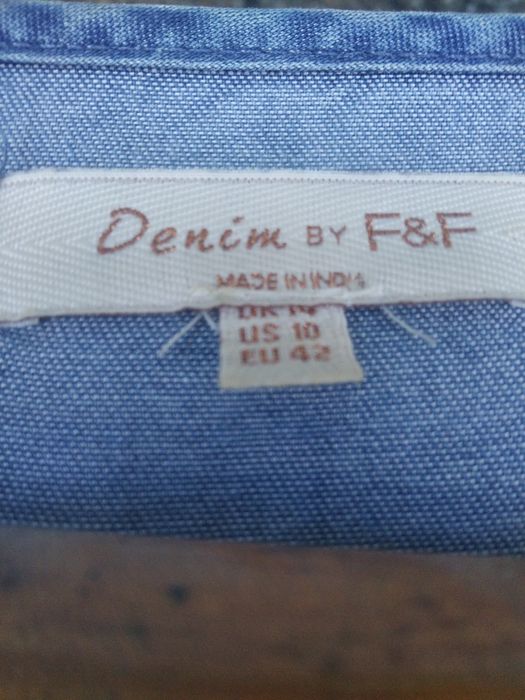 Denim BY F&F
MADE IN INDIA
UK 14
US 10
EU 42